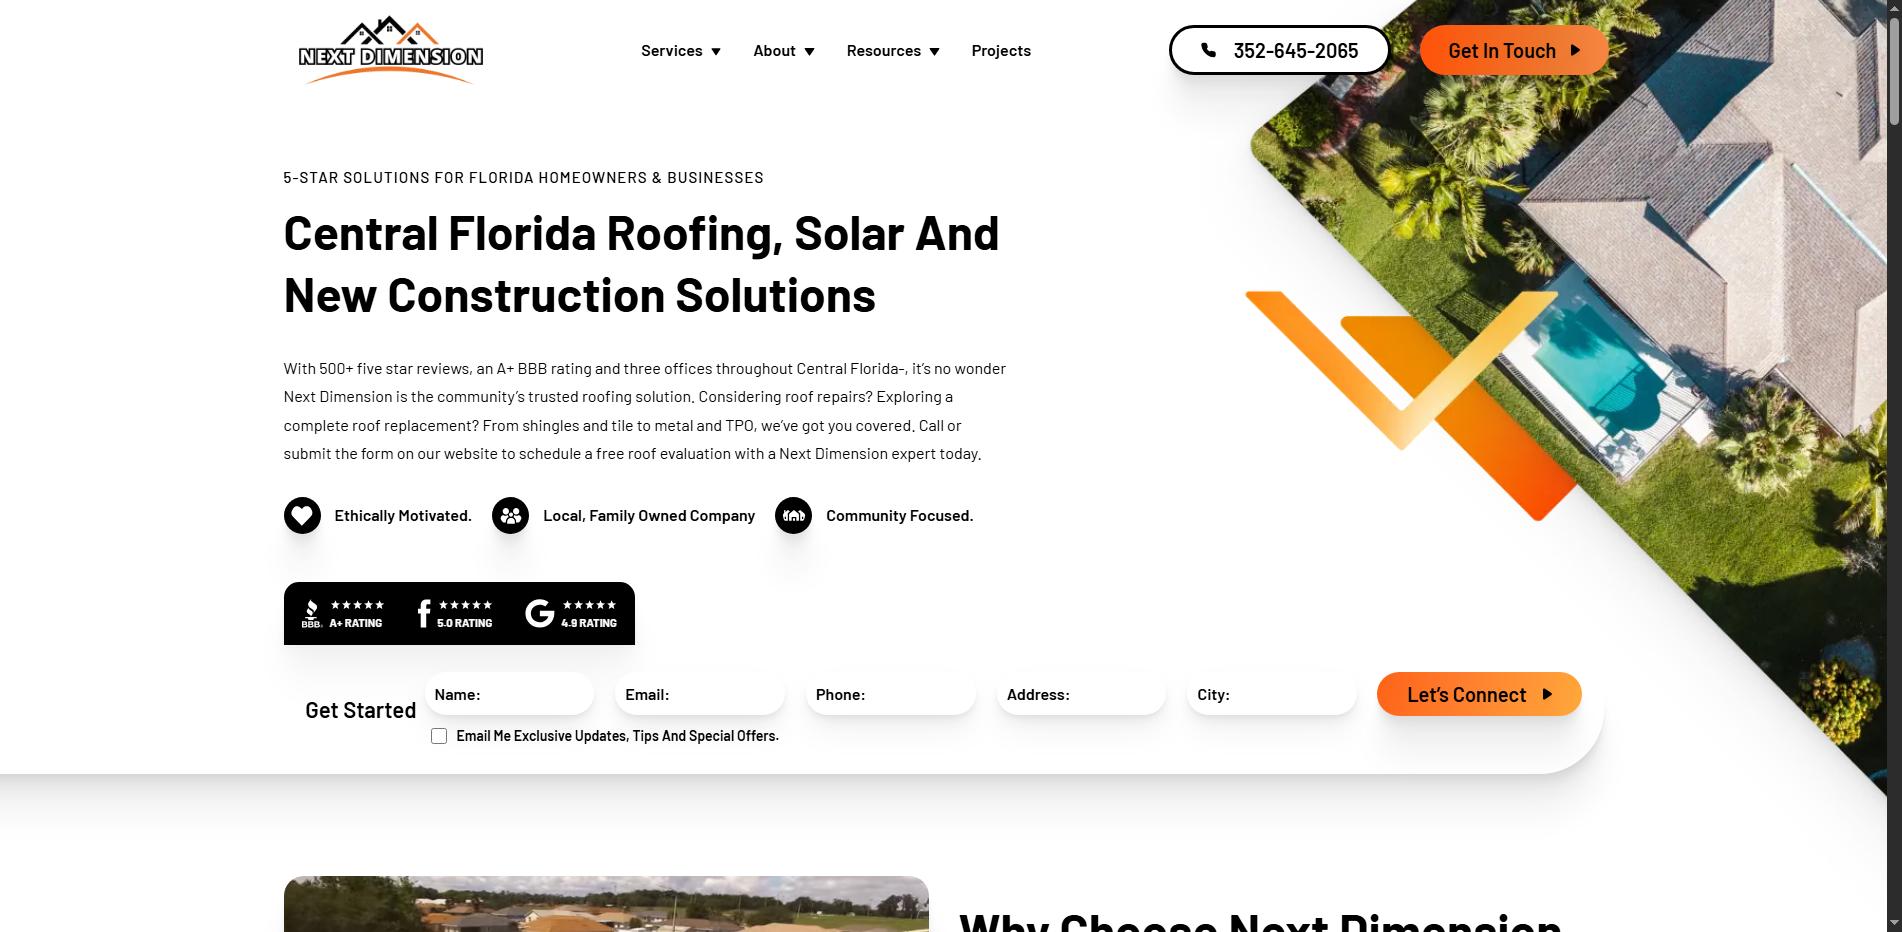 NEXT DIMENSION
Services
About
Resources
Projects
352-645-2065
Get In Touch
5-STAR SOLUTIONS FOR FLORIDA HOMEOWNERS & BUSINESSES
Central Florida Roofing, Solar And
New Construction Solutions
With 500+ five star reviews, an A+ BBB rating and three offices throughout Central Florida-, it's no wonder
Next Dimension is the community's trusted roofing solution. Considering roof repairs? Exploring a
complete roof replacement? From shingles and tile to metal and TPO, we've got you covered. Call or
submit the form on our website to schedule a free roof evaluation with a Next Dimension expert today.
Ethically Motivated.
Local, Family Owned Company
Community Focused.
BBB
A+ RATING
5.0 RATING
4.9 RATING
Get Started
Name:
Email:
Phone:
Address:
City:
Let's Connect
Email Me Exclusive Updates, Tips And Special Offers.
Why Choose Next Dimension